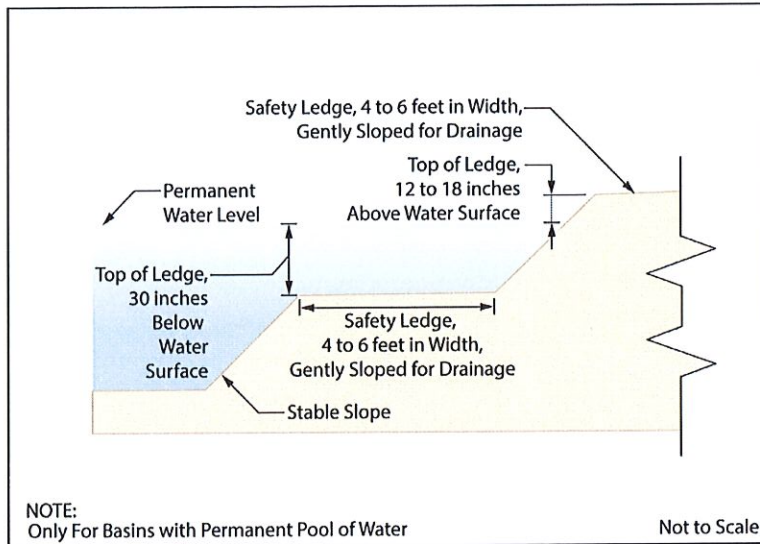 Safety Ledge, 4 to 6 feet in Width,
Gently Sloped for Drainage
Top of Ledge,
12 to 18 inches
Above Water Surface
Permanent
Water Level
Top of Ledge,
30 inches
Below
Water
Surface
Safety Ledge,
4 to 6 feet in Width,
Gently Sloped for Drainage
Stable Slope
NOTE:
Only For Basins with Permanent Pool of Water
Not to Scale